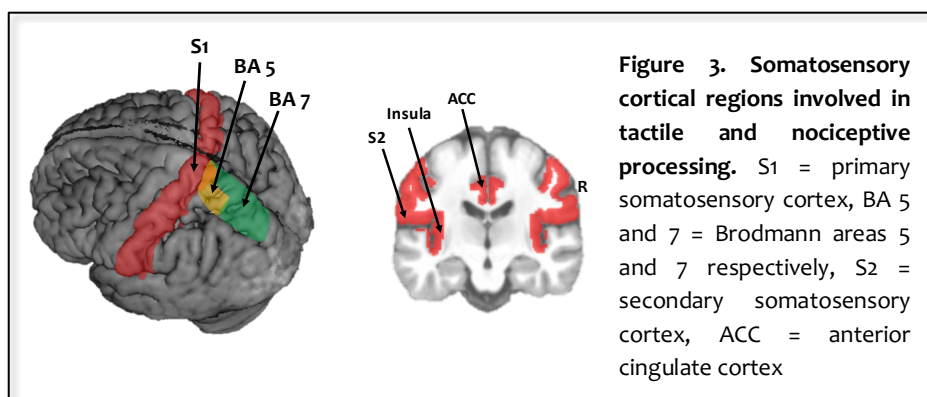 S1
BA 5
BA 7
ACC
Insula
S2
R
Figure 3. Somatosensory
cortical regions involved in
tactile and nociceptive
processing. S1 = primary
somatosensory cortex, BA 5
and 7 = Brodmann areas 5
and 7 respectively, S2 =
secondary somatosensory
cortex, ACC = anterior
cingulate cortex